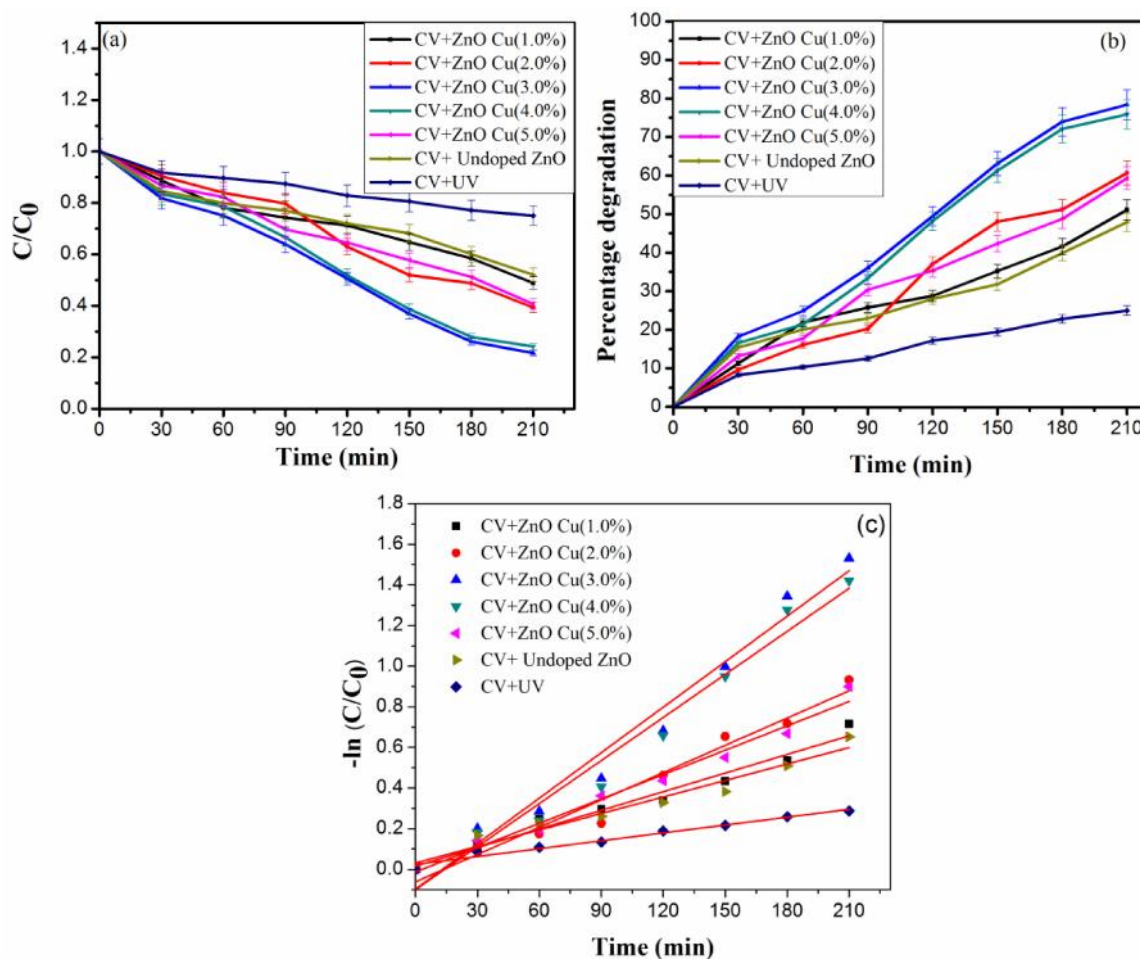 (a)
CV+ZnO Cu(1.0%)
CV+ZnO Cu(2.0%)
CV+ZnO Cu(3.0%)
CV+ZnO Cu(4.0%)
CV+ZnO Cu(5.0%)
CV+ Undoped ZnO
CV+UV
C/C0
1.4
1.2
1.0
0.8
0.6
0.4
0.2
0.0
0 30 60 90 120 150 180 210
Time (min)
(b)
CV+ZnO Cu(1.0%)
CV+ZnO Cu(2.0%)
CV+ZnO Cu(3.0%)
CV+ZnO Cu(4.0%)
CV+ZnO Cu(5.0%)
CV+ Undoped ZnO
CV+UV
Percentage degradation
100
90
80
70
60
50
40
30
20
10
0
0 30 60 90 120 150 180 210
Time (min)
(c)
CV+ZnO Cu(1.0%)
CV+ZnO Cu(2.0%)
CV+ZnO Cu(3.0%)
CV+ZnO Cu(4.0%)
CV+ZnO Cu(5.0%)
CV+ Undoped ZnO
CV+UV
-ln (C/C0)
1.8
1.6
1.4
1.2
1.0
0.8
0.6
0.4
0.2
0.0
0 30 60 90 120 150 180 210
Time (min)